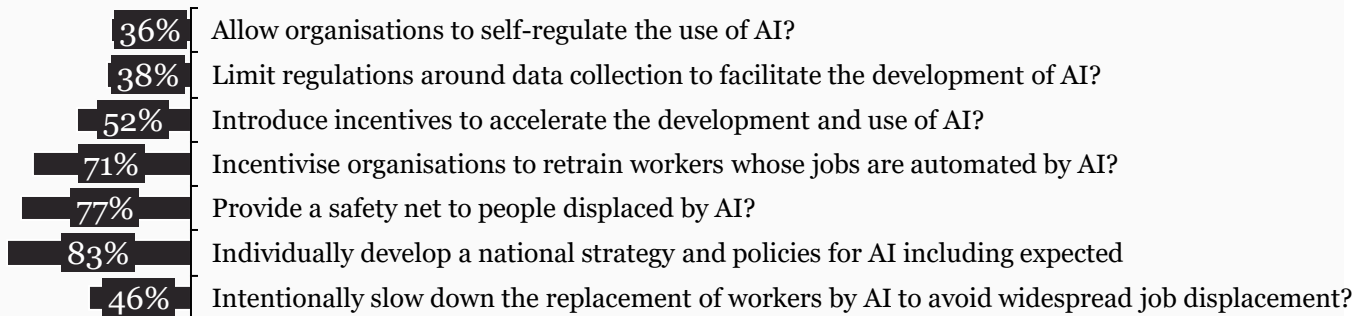 36% Allow organisations to self-regulate the use of AI?
38% Limit regulations around data collection to facilitate the development of AI?
52% Introduce incentives to accelerate the development and use of AI?
71% Incentivise organisations to retrain workers whose jobs are automated by AI?
77% Provide a safety net to people displaced by AI?
83% Individually develop a national strategy and policies for AI including expected
46% Intentionally slow down the replacement of workers by AI to avoid widespread job displacement?